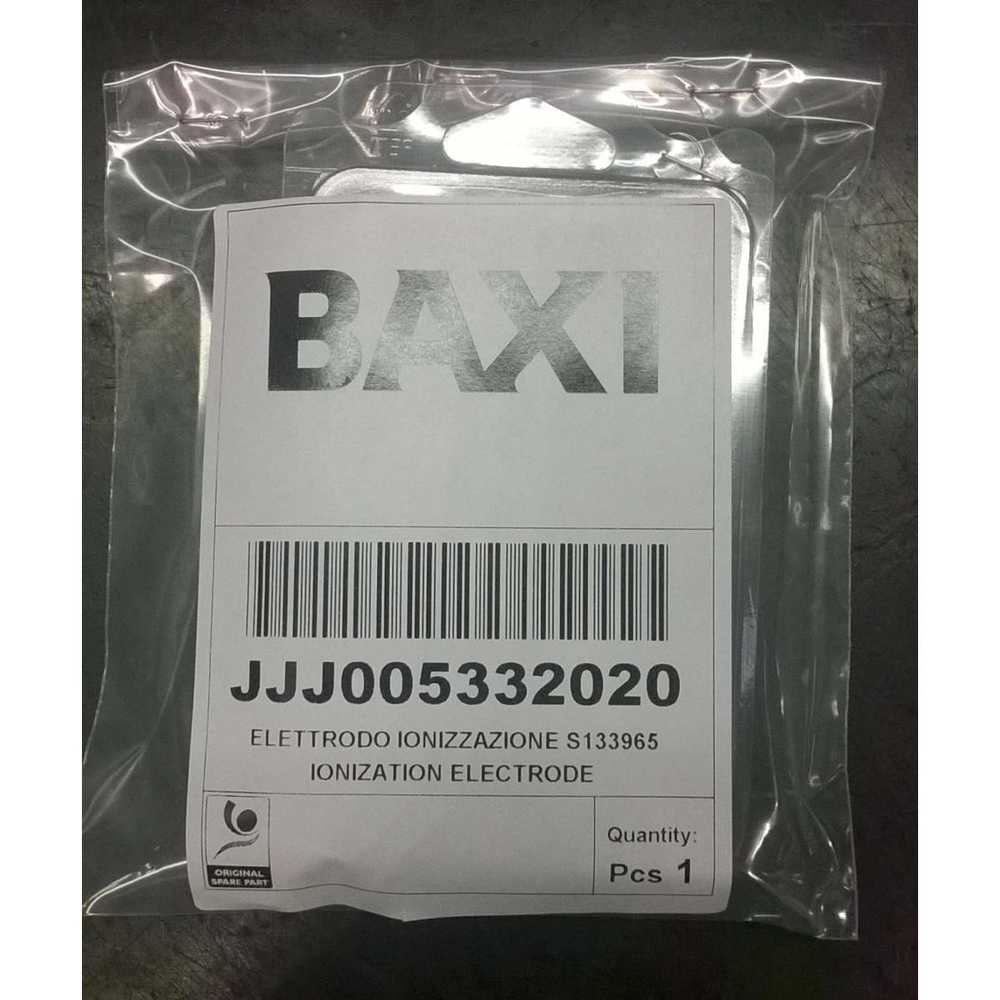 BAXI
JJJ005332020
ELETTRODO IONIZZAZIONE S133965
IONIZATION ELECTRODE
ORIGINAL
SPARE PART
Quantity:
Pcs 1